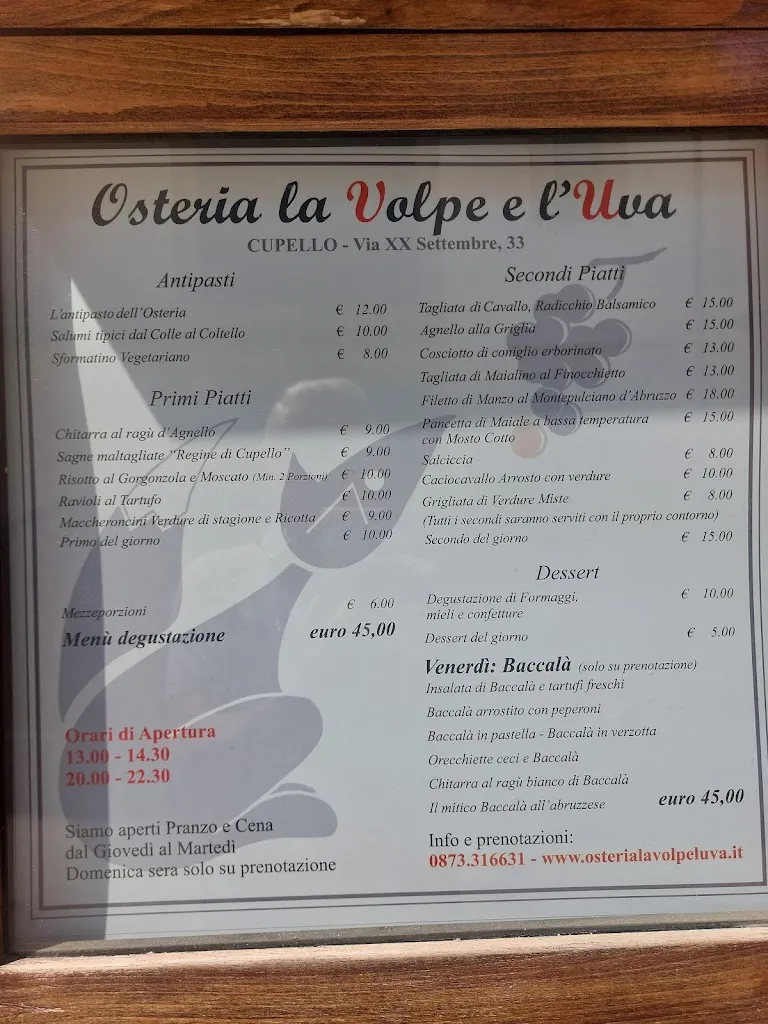 Osteria la Volpe e l'Uva
CUPELLO - Via XX Settembre, 33
Antipasti
L'antipasto dell'Osteria € 12.00
Salumi tipici dal Colle al Coltello € 10.00
Sformatino Vegetariano € 8.00
Primi Piatti
Chitarra al ragù d'Agnello € 9.00
Sagne maltagliate "Regine di Cupello" € 9.00
Risotto al Gorgonzola e Moscato (Min. 2 Porzioni) € 10.00
Ravioli al Tartufo € 10.00
Maccheroncini Verdure di stagione e Ricotta € 9.00
Primo del giorno € 10.00
Mezzeporzioni € 6.00
Menù degustazione euro 45,00
Orari di Apertura
13.00 - 14.30
20.00 - 22.30
Siamo aperti Pranzo e Cena
dal Giovedì al Martedì
Domenica sera solo su prenotazione
Secondi Piatti
Tagliata di Cavallo, Radicchio Balsamico € 15.00
Agnello alla Griglia € 15.00
Cosciotto di coniglio erborinato € 13.00
Tagliata di Maialino al Finocchietto € 13.00
Filetto di Manzo al Montepulciano d'Abruzzo € 18.00
Pancetta di Maiale a bassa temperatura € 15.00
con Mosto Cotto
Salciccia € 8.00
Caciocavallo Arrosto con verdure € 10.00
Grigliata di Verdure Miste € 8.00
(Tutti i secondi saranno serviti con il proprio contorno)
Secondo del giorno € 15.00
Dessert
Degustazione di Formaggi, € 10.00
mieli e confetture
Dessert del giorno € 5.00
Venerdì: Baccalà (solo su prenotazione)
Insalata di Baccalà e tartufi freschi
Baccalà arrostito con peperoni
Baccalà in pastella - Baccalà in verzotta
Orecchiette ceci e Baccalà
Chitarra al ragù bianco di Baccalà
Il mitico Baccalà all'abruzzese euro 45,00
Info e prenotazioni:
0873.316631 - www.osterialavolpeluva.it